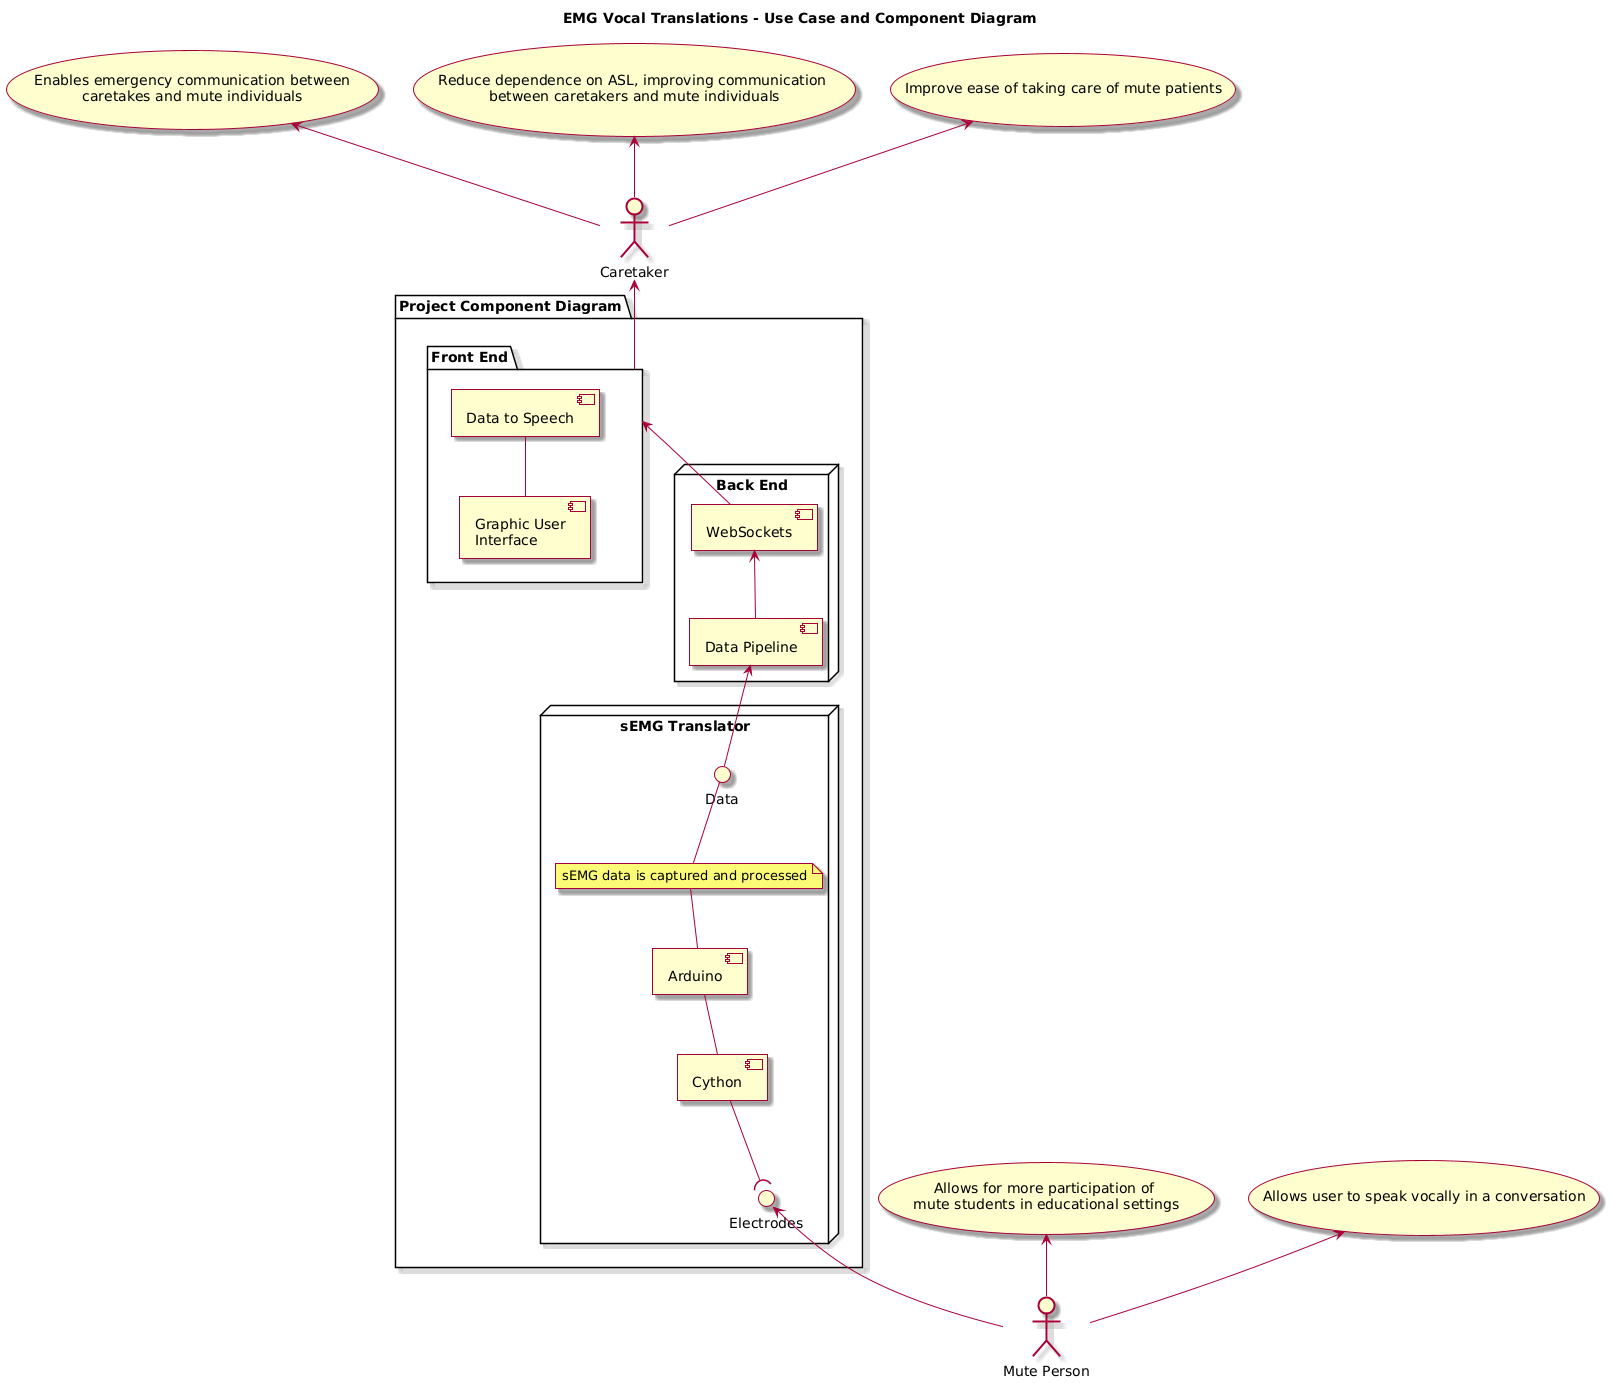 EMG Vocal Translations - Use Case and Component Diagram
Enables emergency communication between
caretakes and mute individuals
Reduce dependence on ASL, improving communication
between caretakers and mute individuals
Improve ease of taking care of mute patients
Caretaker
Project Component Diagram
Front End
Data to Speech
Graphic User
Interface
Back End
WebSockets
Data Pipeline
sEMG Translator
Data
sEMG data is captured and processed
Arduino
Cython
Electrodes
Allows for more participation of
mute students in educational settings
Allows user to speak vocally in a conversation
Mute Person